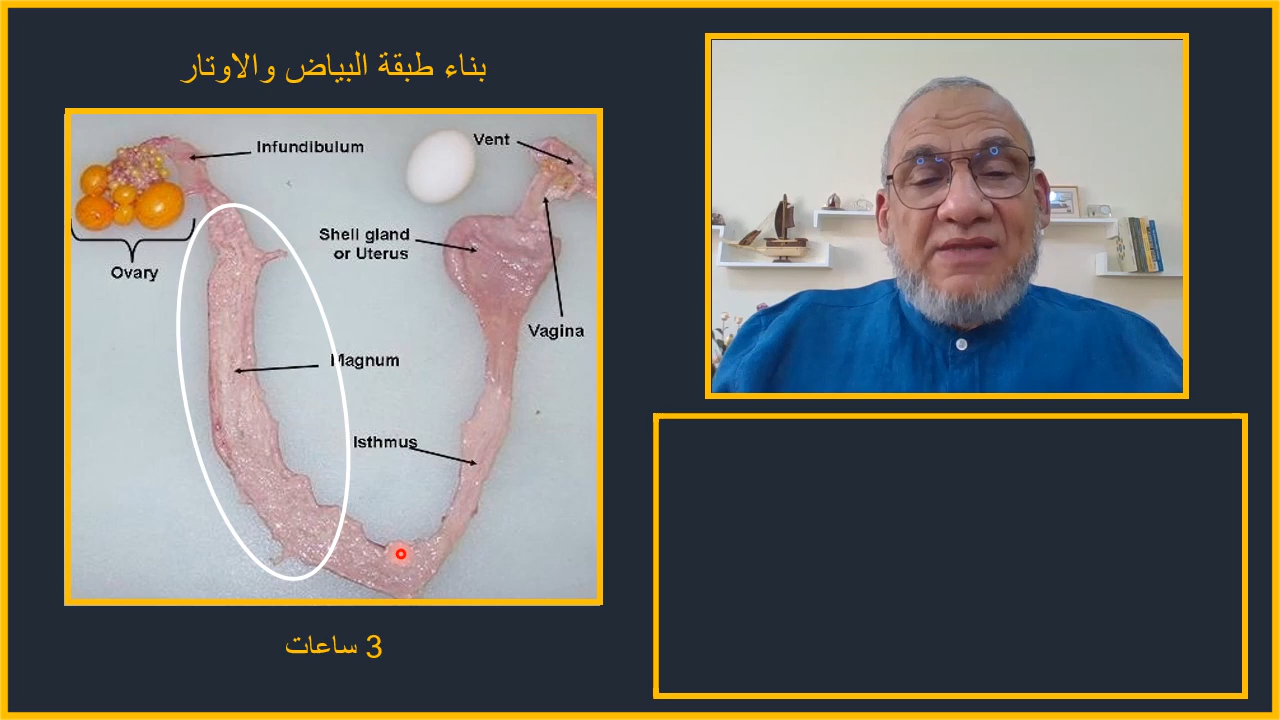 بناء طبقة البياض والاوتار
Infundibulum
Vent
Shell gland
or Uterus
Ovary
Vagina
Magnum
Isthmus
3 ساعات